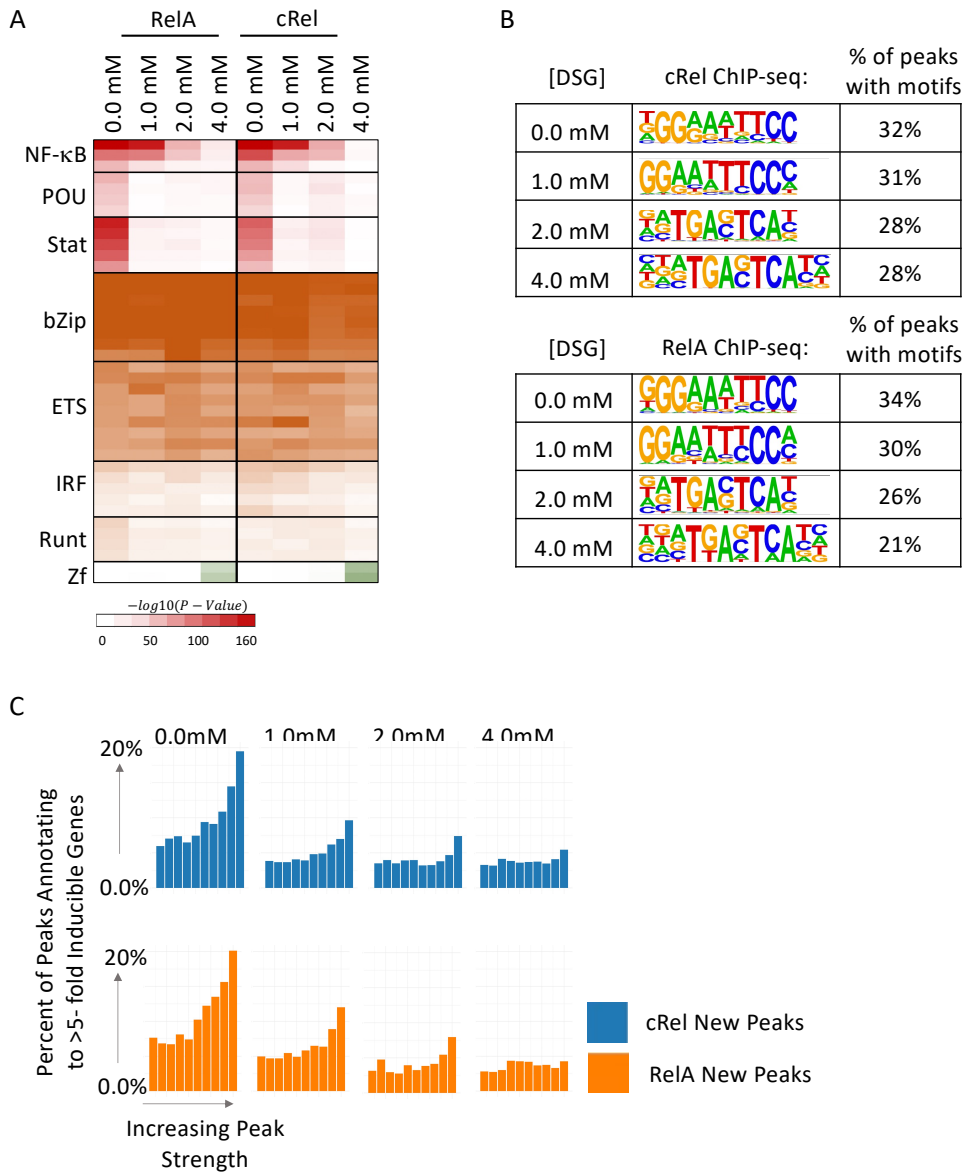 A
RelA cRel
0.0 mM 1.0 mM 2.0 mM 4.0 mM 0.0 mM 1.0 mM 2.0 mM 4.0 mM
NF-κB
POU
Stat
bZip
ETS
IRF
Runt
Zf
−log10(P − Value)
0 50 100 160
B
[DSG] cRel ChIP-seq: % of peaks
with motifs
0.0 mM 32%
1.0 mM 31%
2.0 mM 28%
4.0 mM 28%
[DSG] RelA ChIP-seq: % of peaks
with motifs
0.0 mM 34%
1.0 mM 30%
2.0 mM 26%
4.0 mM 21%
C
0.0mM 1.0mM 2.0mM 4.0mM
20%
0.0%
20%
0.0%
Percent of Peaks Annotating
to >5- fold Inducible Genes
Increasing Peak
Strength
cRel New Peaks
RelA New Peaks